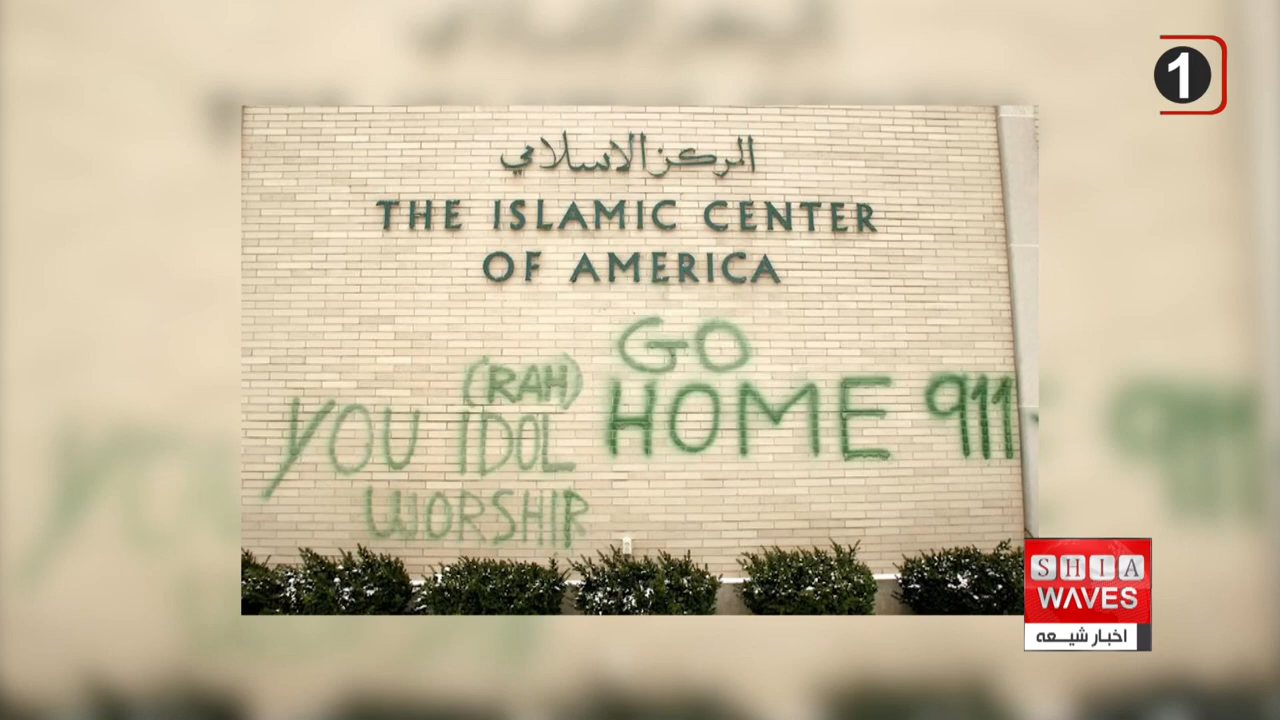 1
المركز الاسلامي
THE ISLAMIC CENTER
OF AMERICA
GO
(RAH)
HOME 911
YOU IDOL
WORSHIP
SHIA
WAVES
اخبار شیعه